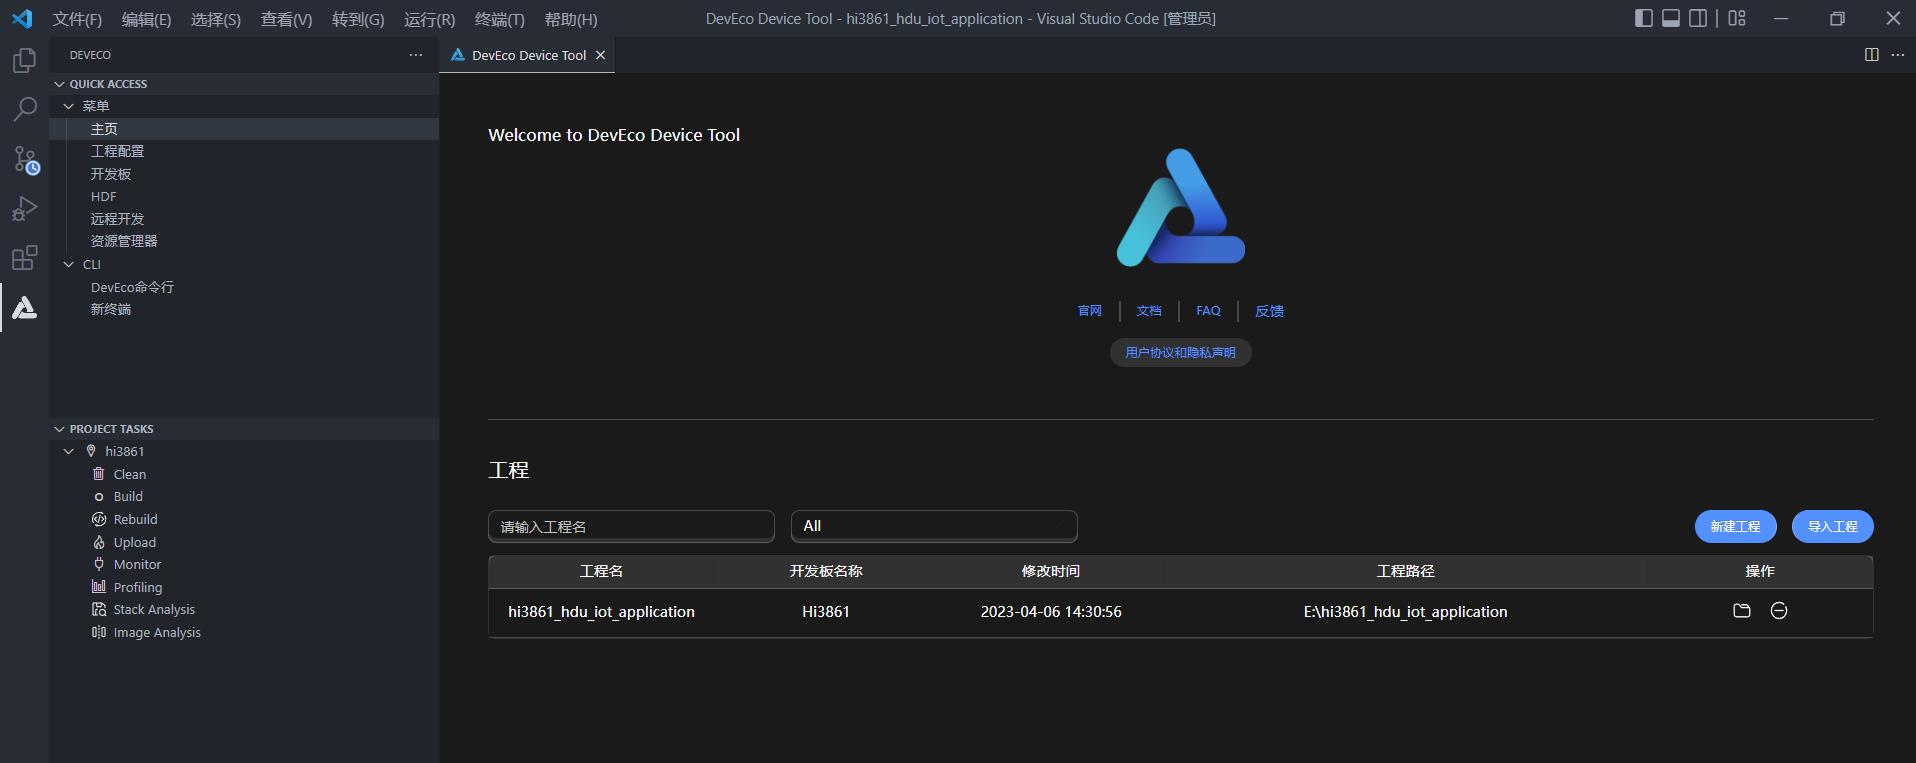 文件(F) 编辑(E) 选择(S) 查看(V) 转到(G) 运行(R) 终端(T) 帮助(H) DevEco Device Tool - hi3861_hdu_iot_application - Visual Studio Code [管理员]
DEVECO
DevEco Device Tool
QUICK ACCESS
菜单
主页
工程配置
开发板
HDF
远程开发
资源管理器
CLI
DevEco命令行
新终端
PROJECT TASKS
hi3861
Clean
Build
Rebuild
Upload
Monitor
Profiling
Stack Analysis
Image Analysis
Welcome to DevEco Device Tool
官网 文档 FAQ 反馈
用户协议和隐私声明
工程
请输入工程名 All 新建工程 导入工程
工程名 开发板名称 修改时间 工程路径 操作
hi3861_hdu_iot_application Hi3861 2023-04-06 14:30:56 E:\hi3861_hdu_iot_application